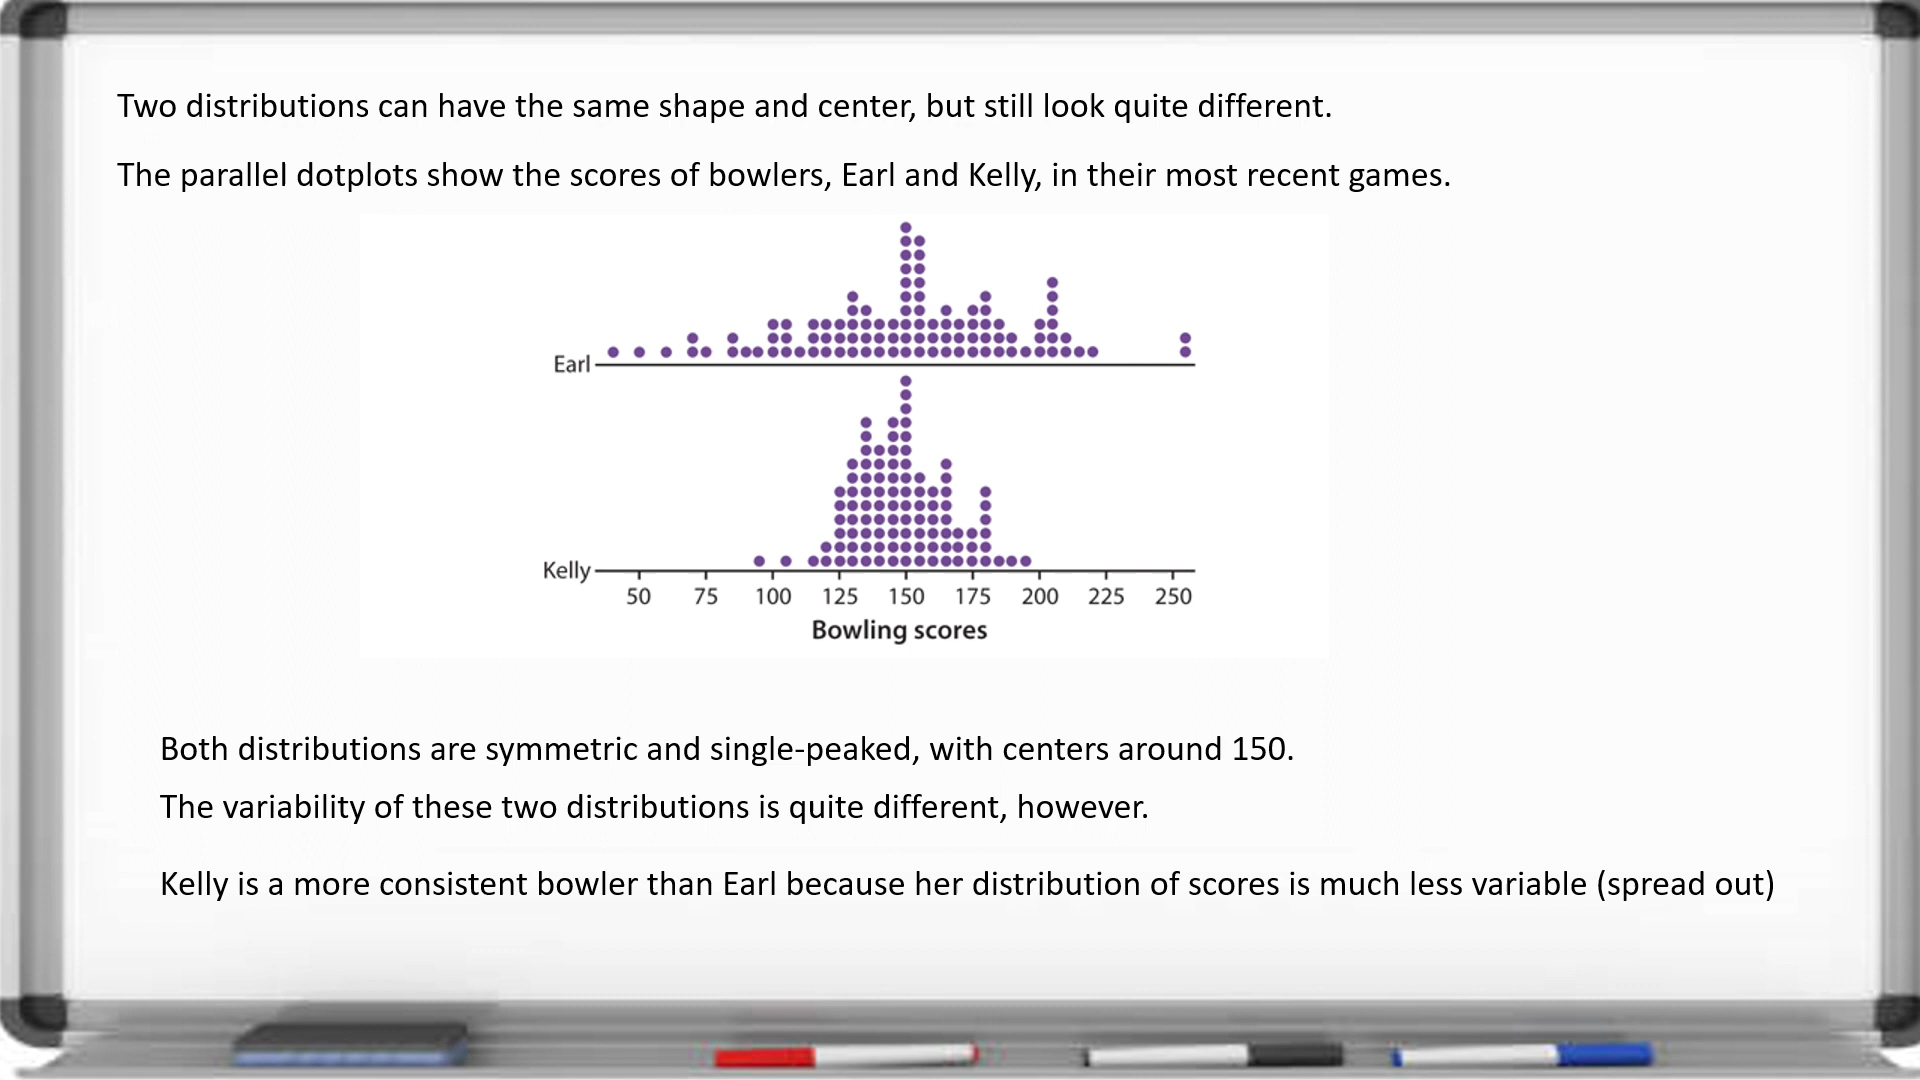 Two distributions can have the same shape and center, but still look quite different.
The parallel dotplots show the scores of bowlers, Earl and Kelly, in their most recent games.
Earl
Kelly
50 75 100 125 150 175 200 225 250
Bowling scores
Both distributions are symmetric and single-peaked, with centers around 150.
The variability of these two distributions is quite different, however.
Kelly is a more consistent bowler than Earl because her distribution of scores is much less variable (spread out)